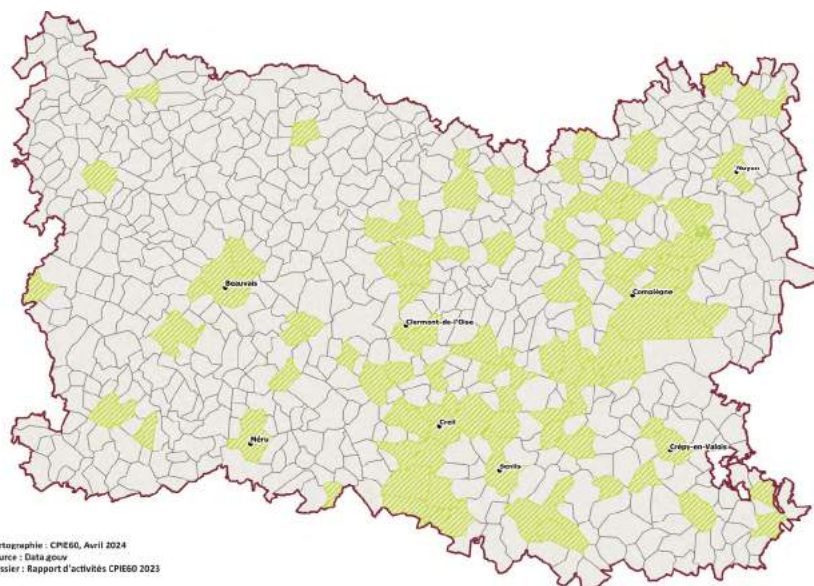 Noyon
Beauvais
Compiègne
Clermont-de-l'Oise
Creil
Méru
Crépy-en-Valois
Senlis
rtographie : CPIE60, Avril 2024
urce : Data.gouv
ssier : Rapport d'activités CPIE60 2023